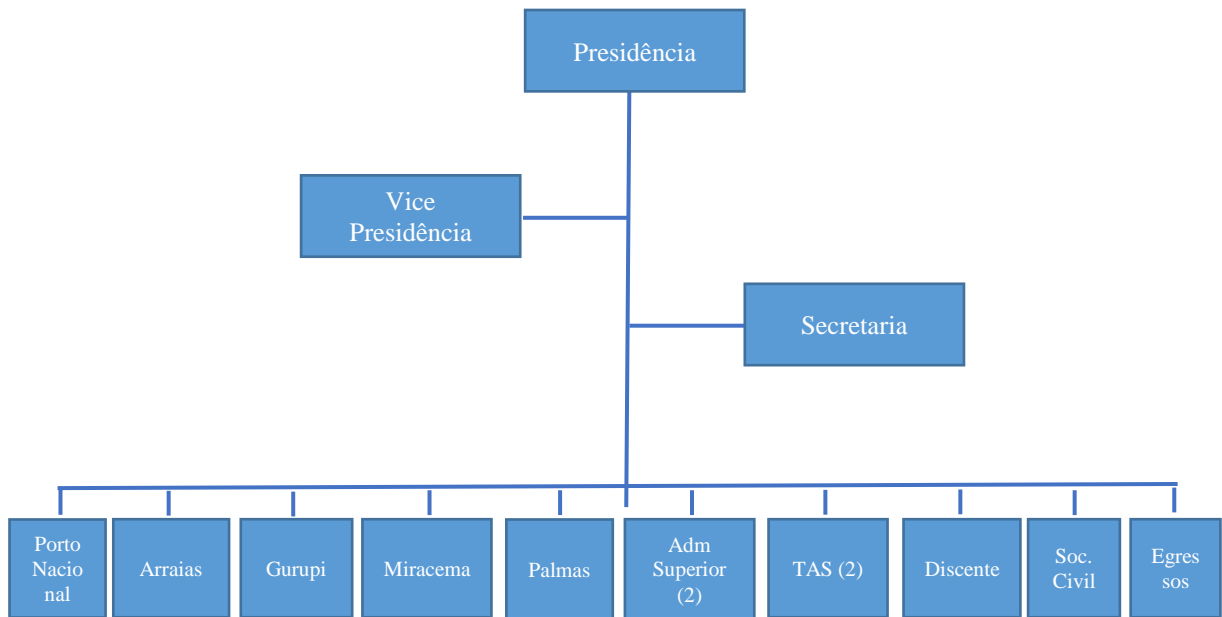 Presidência
Vice
Presidência
Secretaria
Porto
Nacio
nal
Arraias
Gurupi
Miracema
Palmas
Adm
Superior
(2)
TAS (2)
Discente
Soc.
Civil
Egres
sos